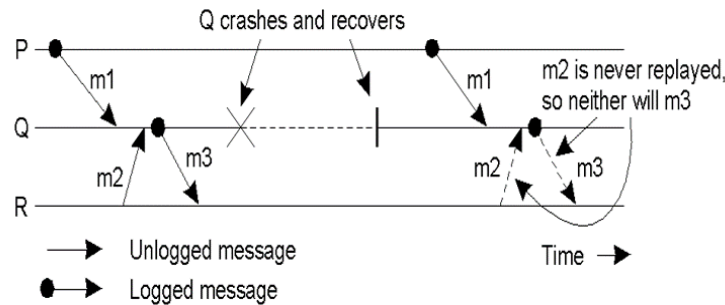 Q crashes and recovers
P
m1
m1
m2 is never replayed,
so neither will m3
Q
m2
m3
m2
m3
R
Unlogged message
Time
Logged message